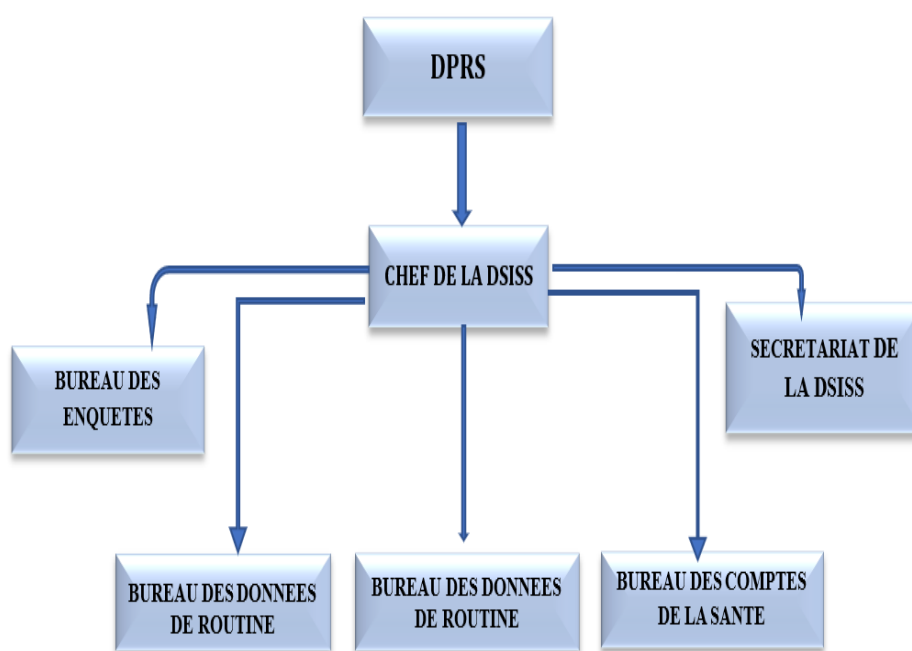 DPRS
CHEF DE LA DSISS
BUREAU DES
ENQUETES
SECRETARIAT DE
LA DSISS
BUREAU DES DONNEES
DE ROUTINE
BUREAU DES DONNEES
DE ROUTINE
BUREAU DES COMPTES
DE LA SANTE